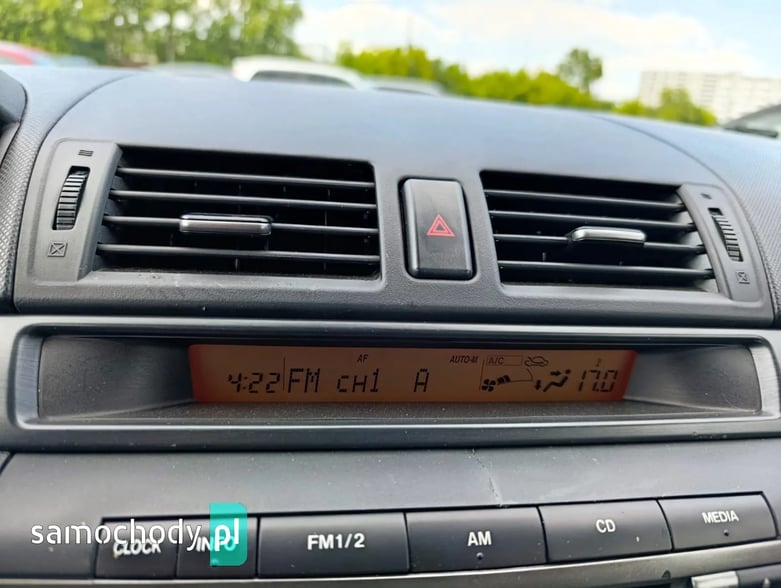 AF AUTO-M A/C
4:22 FM CH1 A 17.0
CD MEDIA
CLOCK INFO FM1/2 AM
samochody.pl